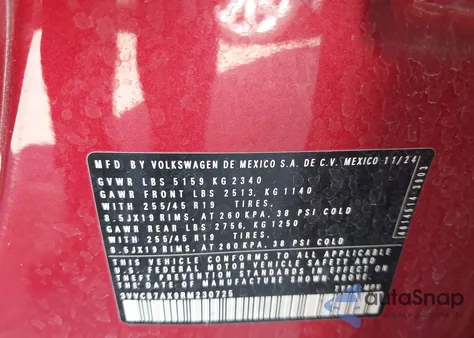 MFD BY VOLKSWAGEN DE MEXICO S.A. DE C.V. MEXICO 11/24
GVWR LBS 5159 KG 2340
GAWR FRONT LBS 2513, KG 1140
WITH 255/45 R19 TIRES,
8.5JX19 RIMS, AT 260 KPA, 38 PSI COLD
GAWR REAR LBS 2756, KG 1250
WITH 255/45 R19 TIRES,
8.5JX19 RIMS, AT 260 KPA, 38 PSI COLD
THIS VEHICLE CONFORMS TO ALL APPLICABLE
U.S. FEDERAL MOTOR VEHICLE SAFETY AND
THEFT PREVENTION STANDARDS IN EFFECT ON
THE DATE OF MANUFACTURE SHOWN ABOVE.
TYPE: MPV
autoSnap